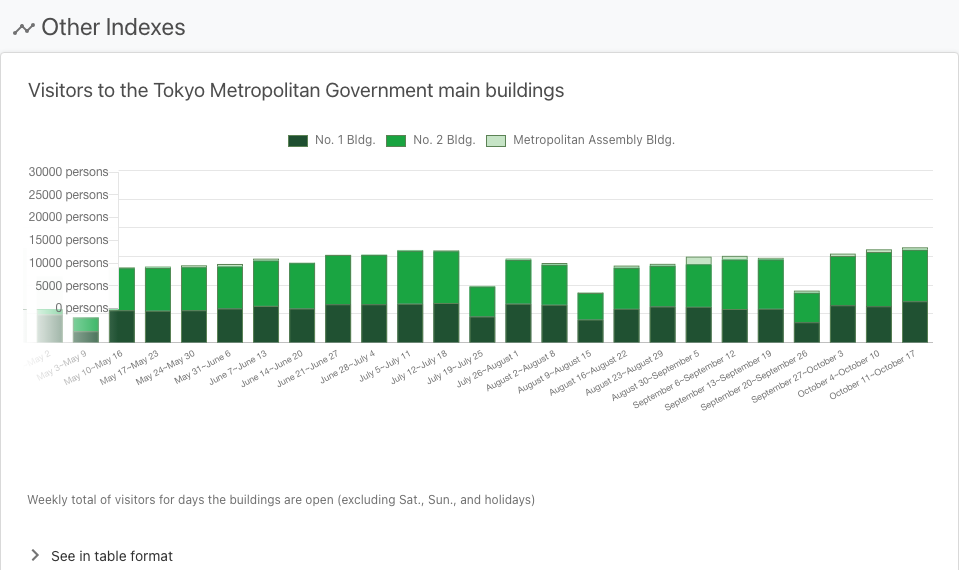 Other Indexes
Visitors to the Tokyo Metropolitan Government main buildings
No. 1 Bldg. No. 2 Bldg. Metropolitan Assembly Bldg.
30000 persons
25000 persons
20000 persons
15000 persons
10000 persons
5000 persons
0 persons
May 2
May 3~May 9
May 10~May 16
May 17~May 23
May 24~May 30
May 31~June 6
June 7~June 13
June 14~June 20
June 21~June 27
June 28~July 4
July 5~July 11
July 12~July 18
July 19~July 25
July 26~August 1
August 2~August 8
August 9~August 15
August 16~August 22
August 23~August 29
August 30~September 5
September 6~September 12
September 13~September 19
September 20~September 26
September 27~October 3
October 4~October 10
October 11~October 17
Weekly total of visitors for days the buildings are open (excluding Sat., Sun., and holidays)
See in table format